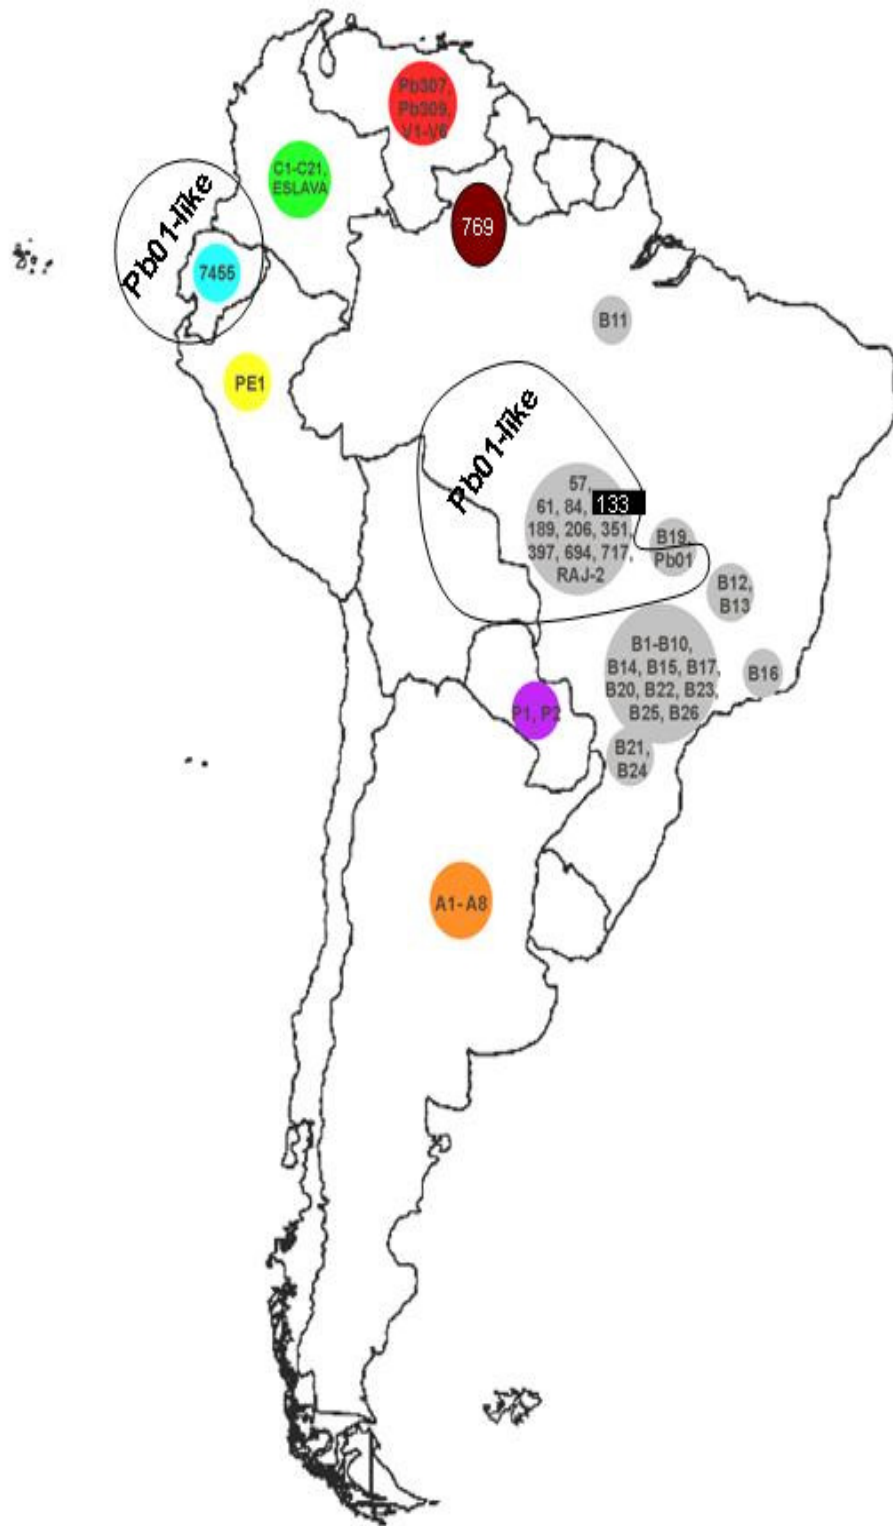 Pb307,
Pb309,
V1-V6
C1-C21,
ESLAVA
Pb01-like
769
7455
B11
PE1
Pb01-like
57,
61, 84, 133
189, 206, 351,
397, 694, 717,
RAJ-2
B19,
Pb01
B12,
B13
B1-B10,
B14, B15, B17,
B20, B22, B23,
B25, B26
B16
P1, P2
B21,
B24
A1-A8